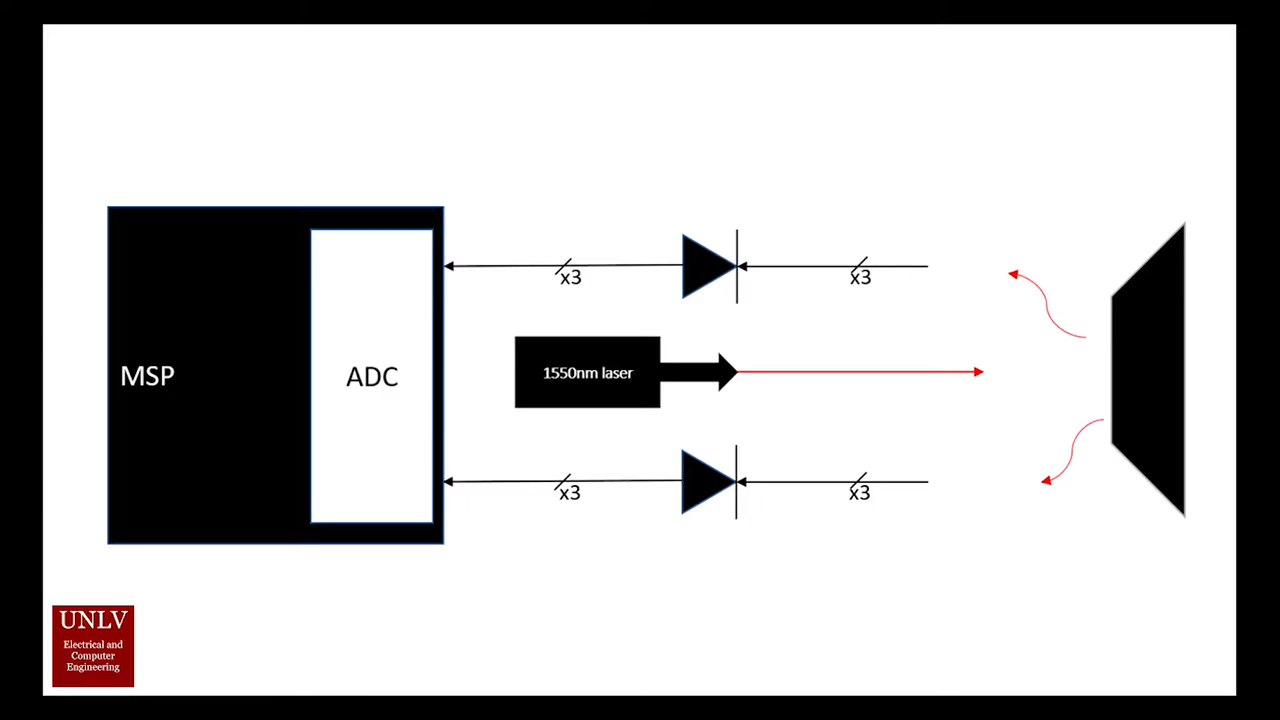 x3
x3
MSP
ADC
1550nm laser
x3
x3
UNLV
Electrical and
Computer
Engineering